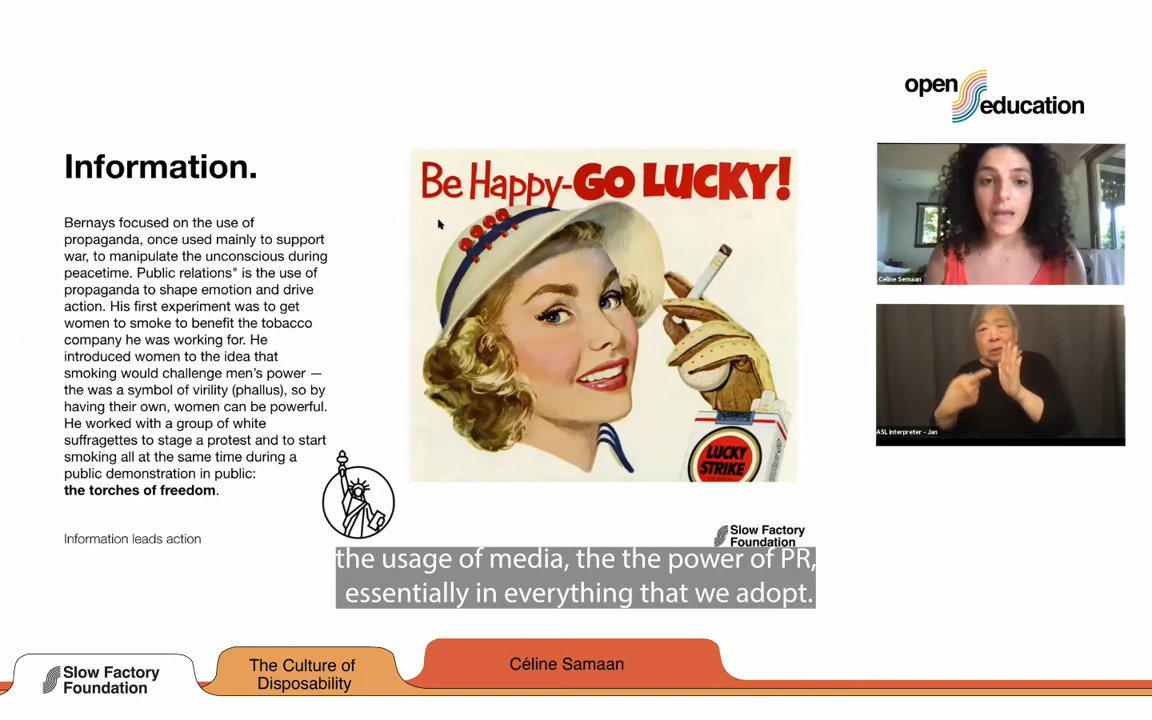 open
education
Information.
Bernays focused on the use of
propaganda, once used mainly to support
war, to manipulate the unconscious during
peacetime. Public relations" is the use of
propaganda to shape emotion and drive
action. His first experiment was to get
women to smoke to benefit the tobacco
company he was working for. He
introduced women to the idea that
smoking would challenge men's power —
the was a symbol of virility (phallus), so by
having their own, women can be powerful.
He worked with a group of white
suffragettes to stage a protest and to start
smoking all at the same time during a
public demonstration in public:
the torches of freedom.
Information leads action
Be Happy-GO LUCKY!
LUCKY
STRIKE
Celine Semaan
ASL Interpreter - Jan
Slow Factory
Foundation
the usage of media, the the power of PR,
essentially in everything that we adopt.
Slow Factory
Foundation
The Culture of
Disposability
Céline Samaan